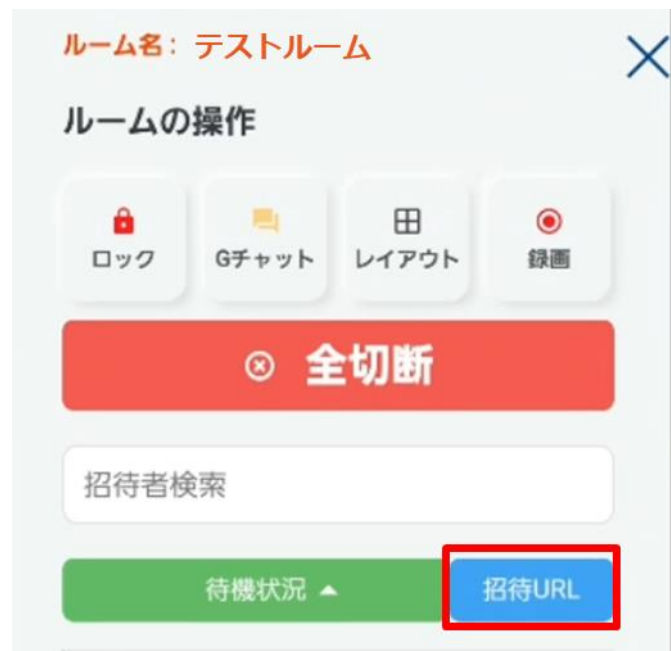 ルーム名： テストルーム
ルームの操作
ロック Gチャット レイアウト 録画
全切断
招待者検索
待機状況 招待URL